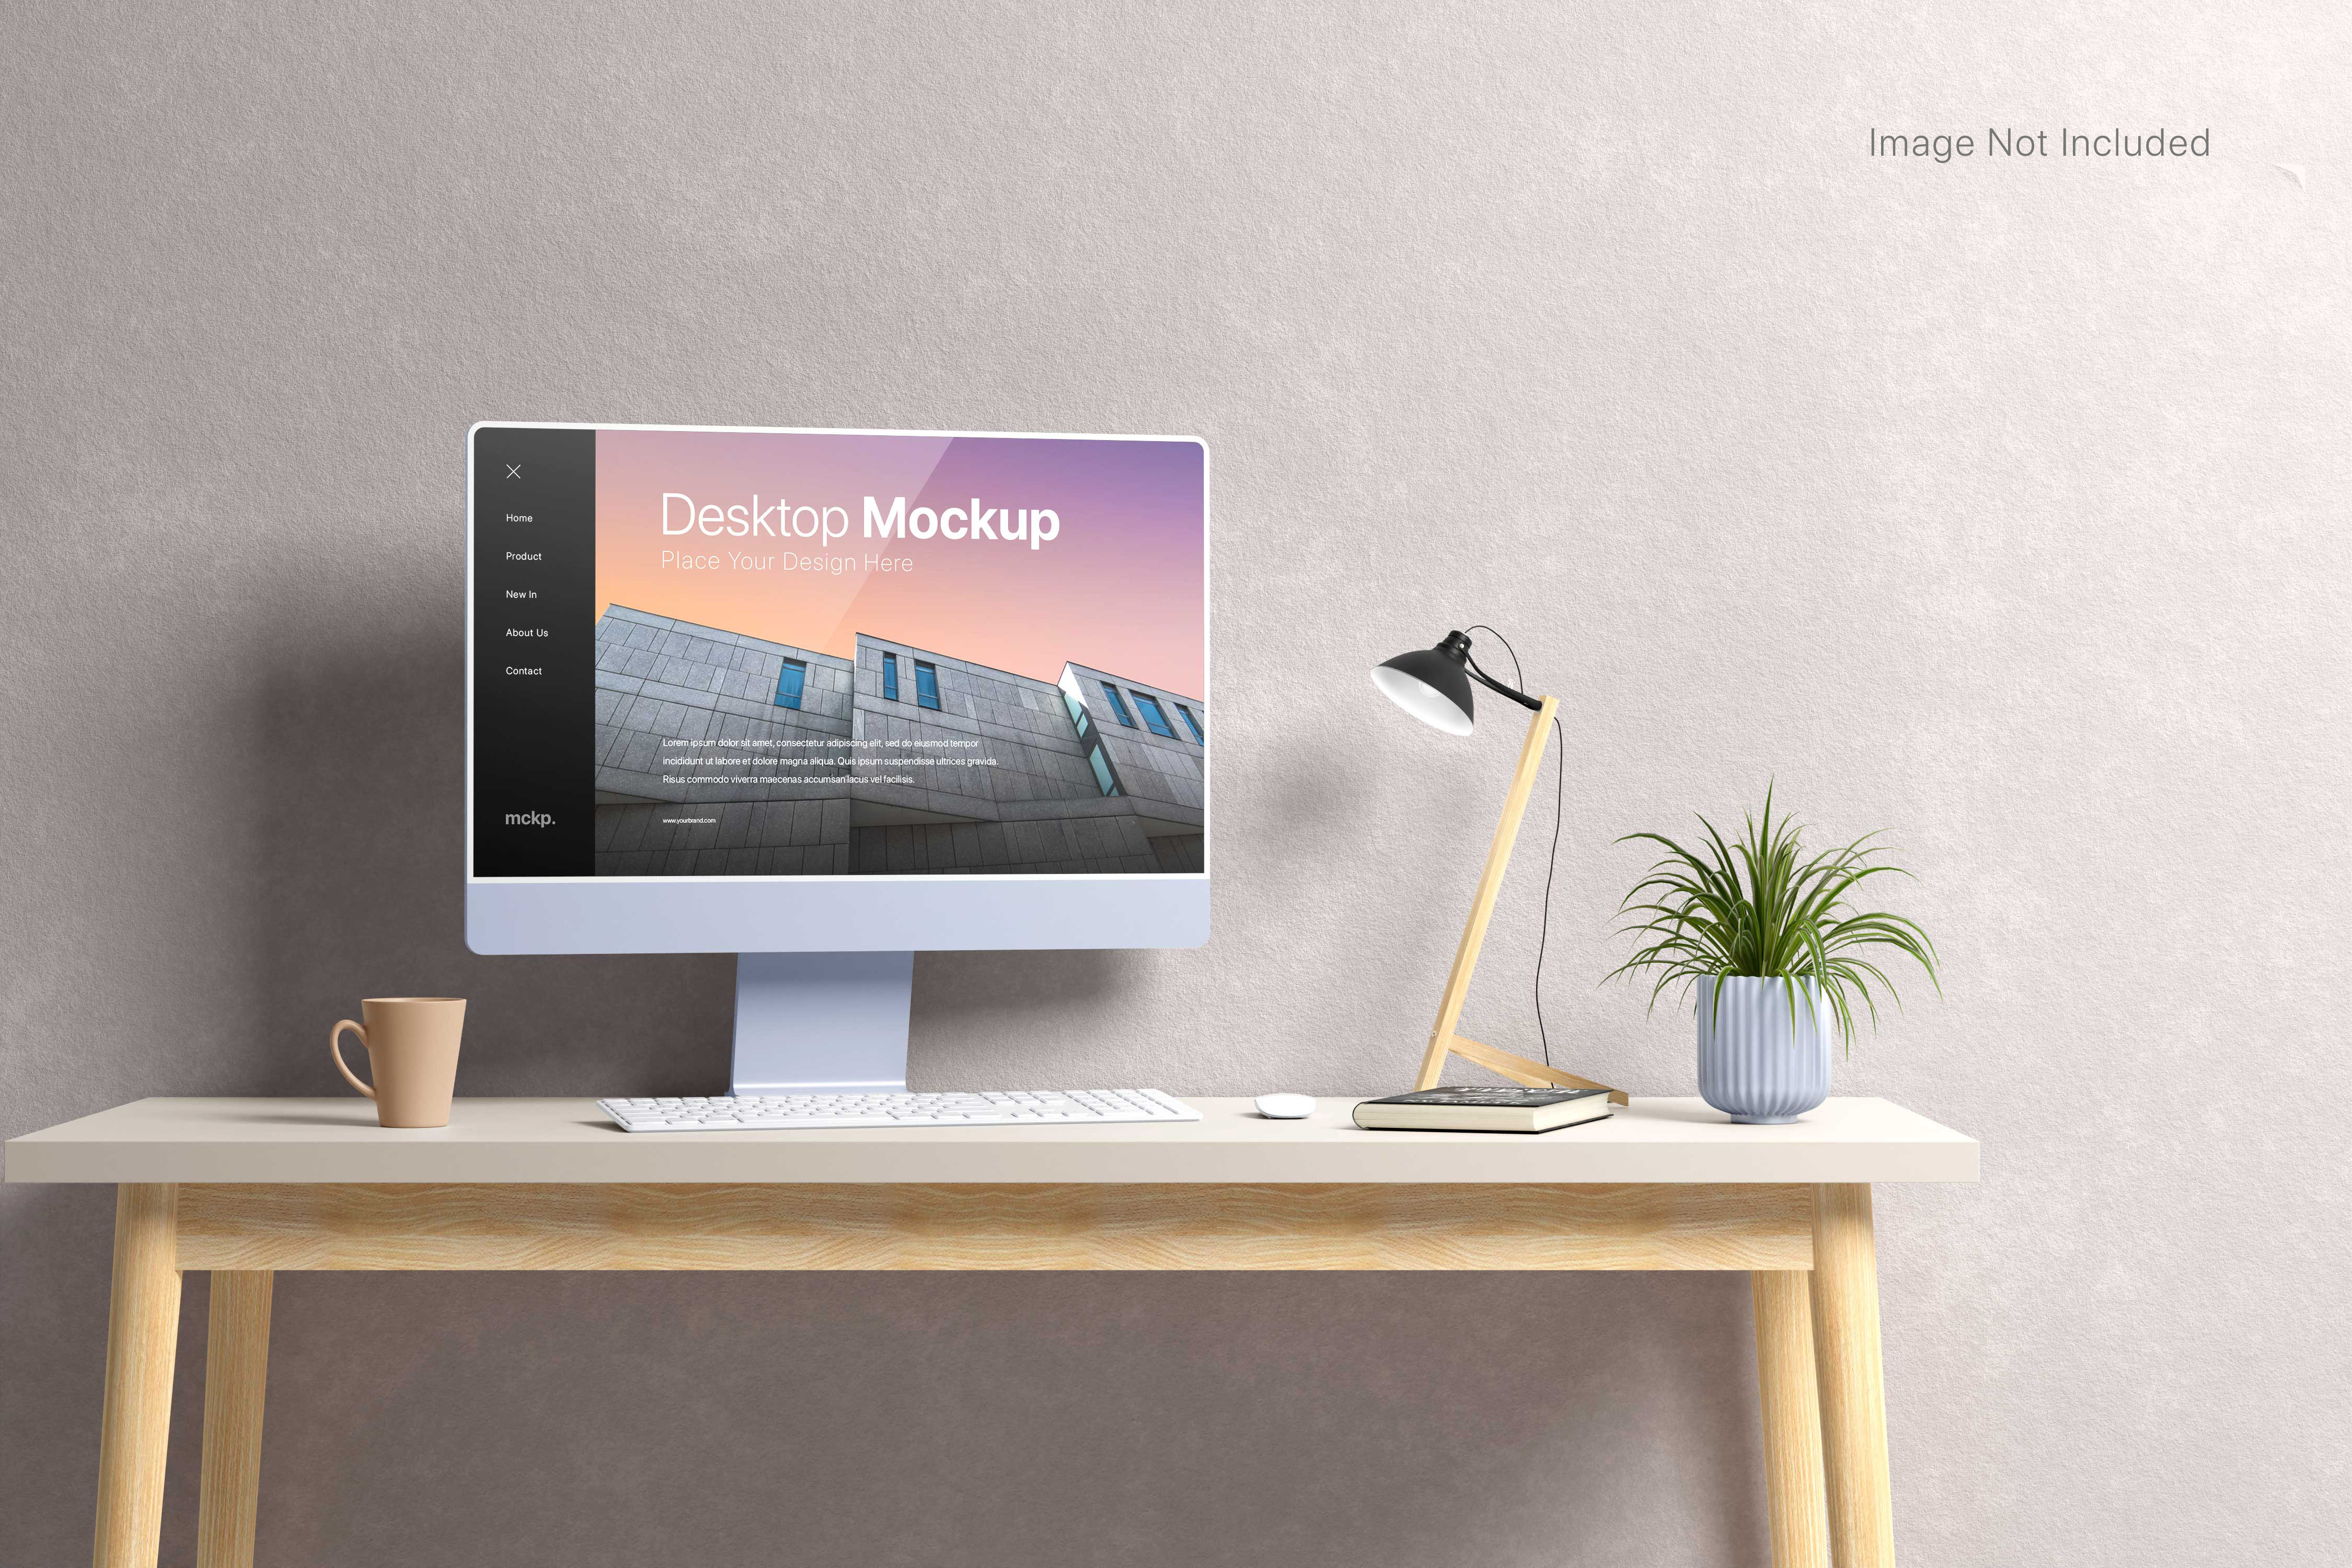 Image Not Included
Home
Product
New In
About Us
Contact
mckp.
Desktop Mockup
Place Your Design Here
Lorem ipsum dolor sit amet, consectetur adipiscing elit, sed do eiusmod tempor
incididunt ut labore et dolore magna aliqua. Quis ipsum suspendisse ultrices gravida.
Risus commodo viverra maecenas accumsan lacus vel facilisis.
www.yourbrand.com